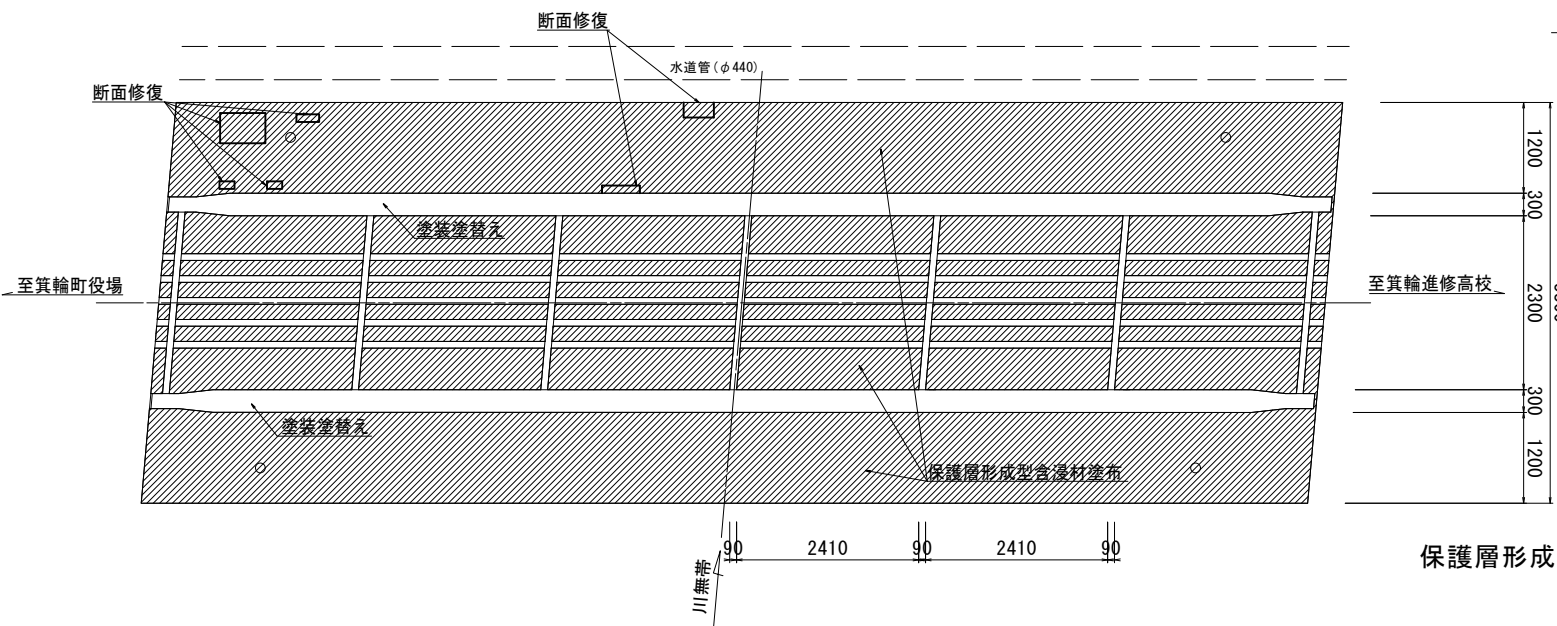 断面修復
水道管(φ440)
断面修復
1200
300
塗装塗替え
至箕輪町役場
至箕輪進修高校
2300
300
塗装塗替え
1200
保護層形成型含浸材塗布
90
2410
90
2410
90
保護層形成
川無帯